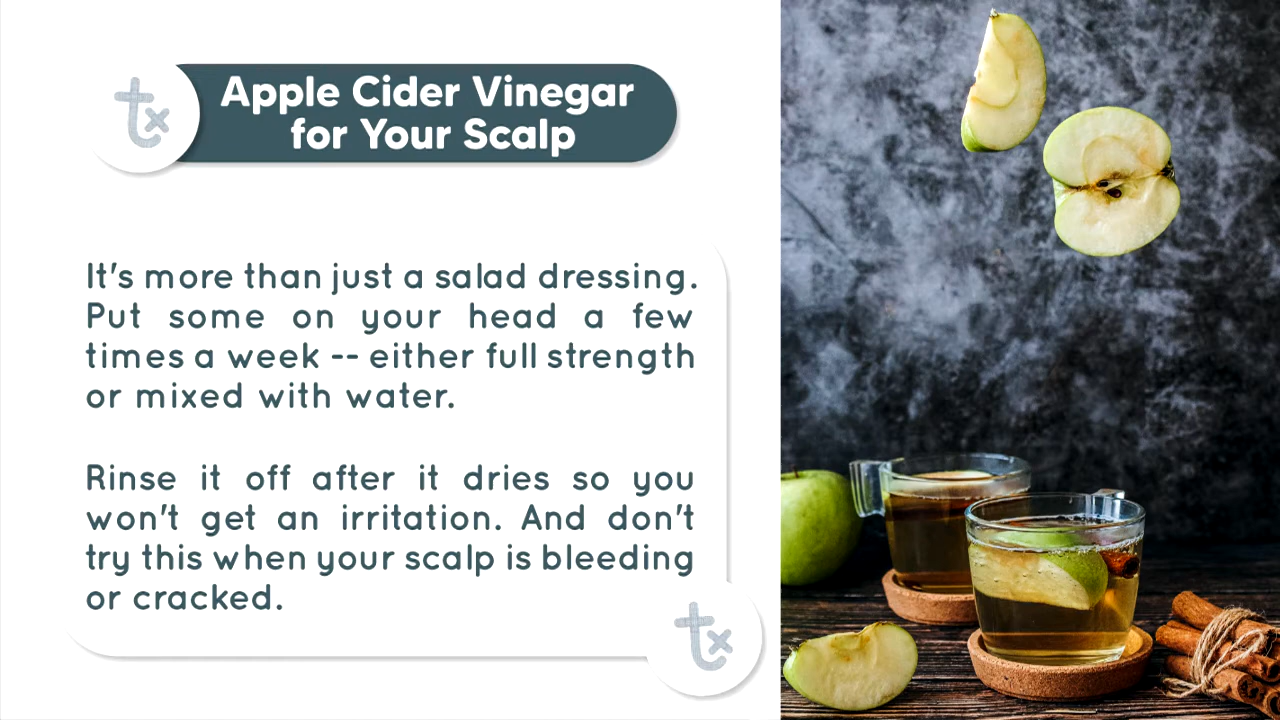 tx
Apple Cider Vinegar
for Your Scalp
It's more than just a salad dressing.
Put some on your head a few
times a week -- either full strength
or mixed with water.
Rinse it off after it dries so you
won't get an irritation. And don't
try this when your scalp is bleeding
or cracked.
tx